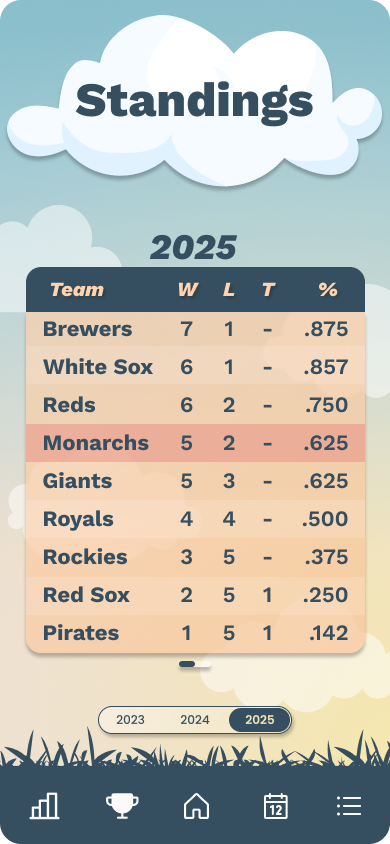 Standings
2025
Team W L T %
Brewers 7 1 - .875
White Sox 6 1 - .857
Reds 6 2 - .750
Monarchs 5 2 - .625
Giants 5 3 - .625
Royals 4 4 - .500
Rockies 3 5 - .375
Red Sox 2 5 1 .250
Pirates 1 5 1 .142
2023 2024 2025
12